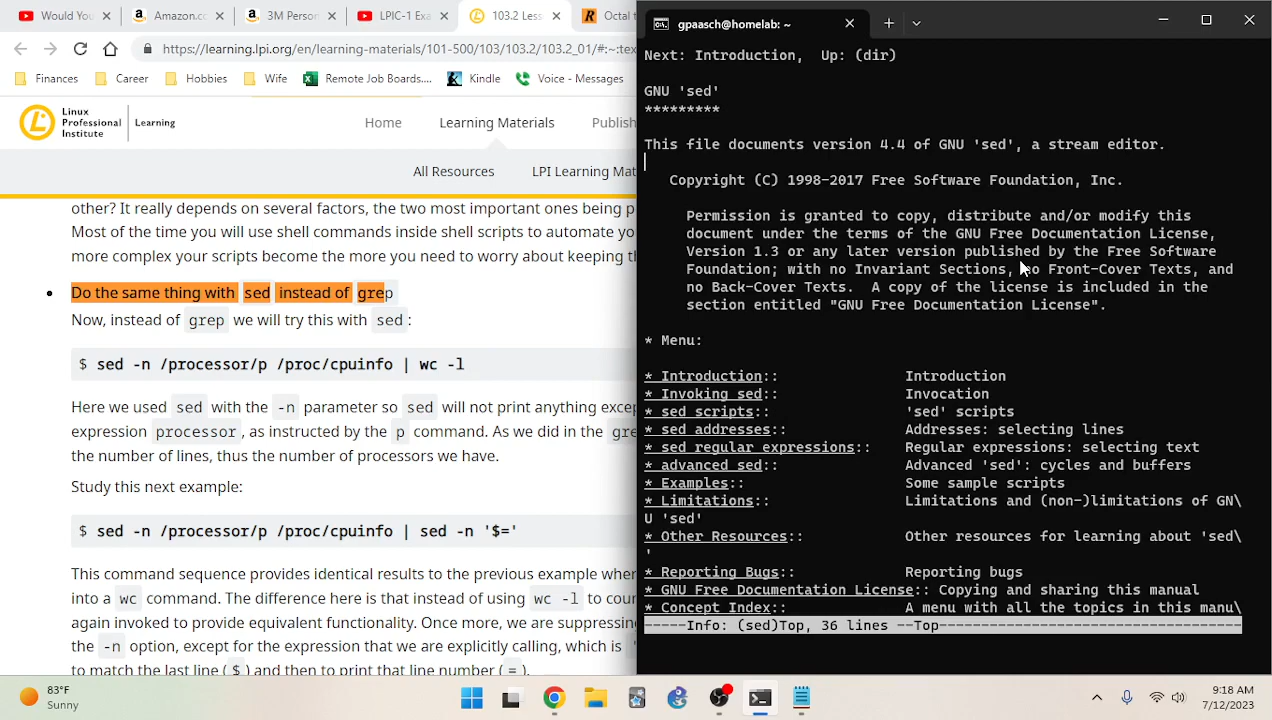 Would You
Amazon.c
3M Person
LPIC-1 Exa
103.2 Less
Octal t
gpaasch@homelab: ~
https://learning.lpi.org/en/learning-materials/101-500/103/103.2/103.2_01/#:~:te
Finances
Career
Hobbies
Wife
Remote Job Boards....
Kindle
Voice - Messages
Linux
Professional
Institute
Learning
Home
Learning Materials
Publish
All Resources
LPI Learning Ma
other? It really depends on several factors, the two most important ones being p
Most of the time you will use shell commands inside shell scripts to automate yo
more complex your scripts become the more you need to worry about keeping th
Do the same thing with sed instead of grep
Now, instead of grep we will try this with sed :
$ sed -n /processor/p /proc/cpuinfo | wc -l
Here we used sed with the -n parameter so sed will not print anything excep
expression processor , as instructed by the p command. As we did in the gre
the number of lines, thus the number of processors we have.
Study this next example:
$ sed -n /processor/p /proc/cpuinfo | sed -n '$='
This command sequence provides identical results to the previous example wher
into a wc command. The difference here is that instead of using wc -l to coun
again invoked to provide equivalent functionality. Once more, we are suppressing
the -n option, except for the expression that we are explicitly calling, which is '
to match the last line ( $ ) and then to print that line number ( = ).
Next: Introduction,  Up: (dir)
GNU 'sed'
*********
This file documents version 4.4 of GNU 'sed', a stream editor.
Copyright (C) 1998-2017 Free Software Foundation, Inc.
Permission is granted to copy, distribute and/or modify this
document under the terms of the GNU Free Documentation License,
Version 1.3 or any later version published by the Free Software
Foundation; with no Invariant Sections, no Front-Cover Texts, and
no Back-Cover Texts.  A copy of the license is included in the
section entitled "GNU Free Documentation License".
* Menu:
* Introduction:: Introduction
* Invoking sed:: Invocation
* sed scripts:: 'sed' scripts
* sed addresses:: Addresses: selecting lines
* sed regular expressions:: Regular expressions: selecting text
* advanced sed:: Advanced 'sed': cycles and buffers
* Examples:: Some sample scripts
* Limitations:: Limitations and (non-)limitations of GN\
U 'sed'
* Other Resources:: Other resources for learning about 'sed\
'
* Reporting Bugs:: Reporting bugs
* GNU Free Documentation License:: Copying and sharing this manual
* Concept Index:: A menu with all the topics in this manu\
-----Info: (sed)Top, 36 lines --Top------------------------------------
83°F
Sunny
9:18 AM
7/12/2023